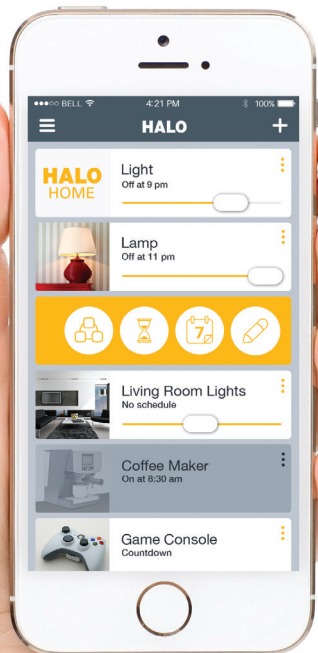 BELL 4:21 PM 100%
HALO +
HALO
HOME
Light
Off at 9 pm
Lamp
Off at 11 pm
7
Living Room Lights
No schedule
Coffee Maker
On at 8:30 am
Game Console
Countdown